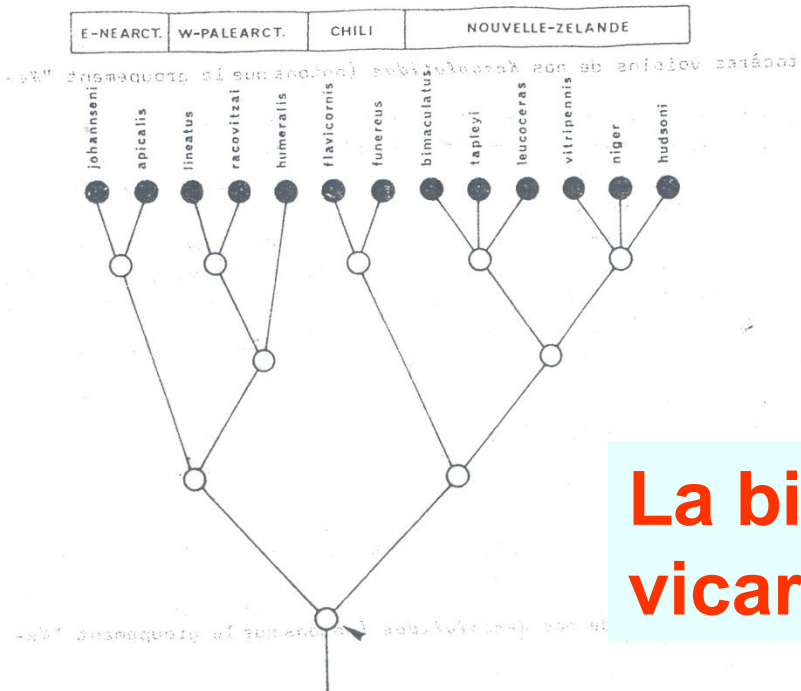 E-NEARCT. W-PALEARCT. CHILI NOUVELLE-ZELANDE
johannseni
apicalis
lineatus
racovitzai
humeralis
flavicornis
funereus
bimaculatus
tapleyi
leucoceras
vitripennis
niger
hudsoni
La bi
vicar